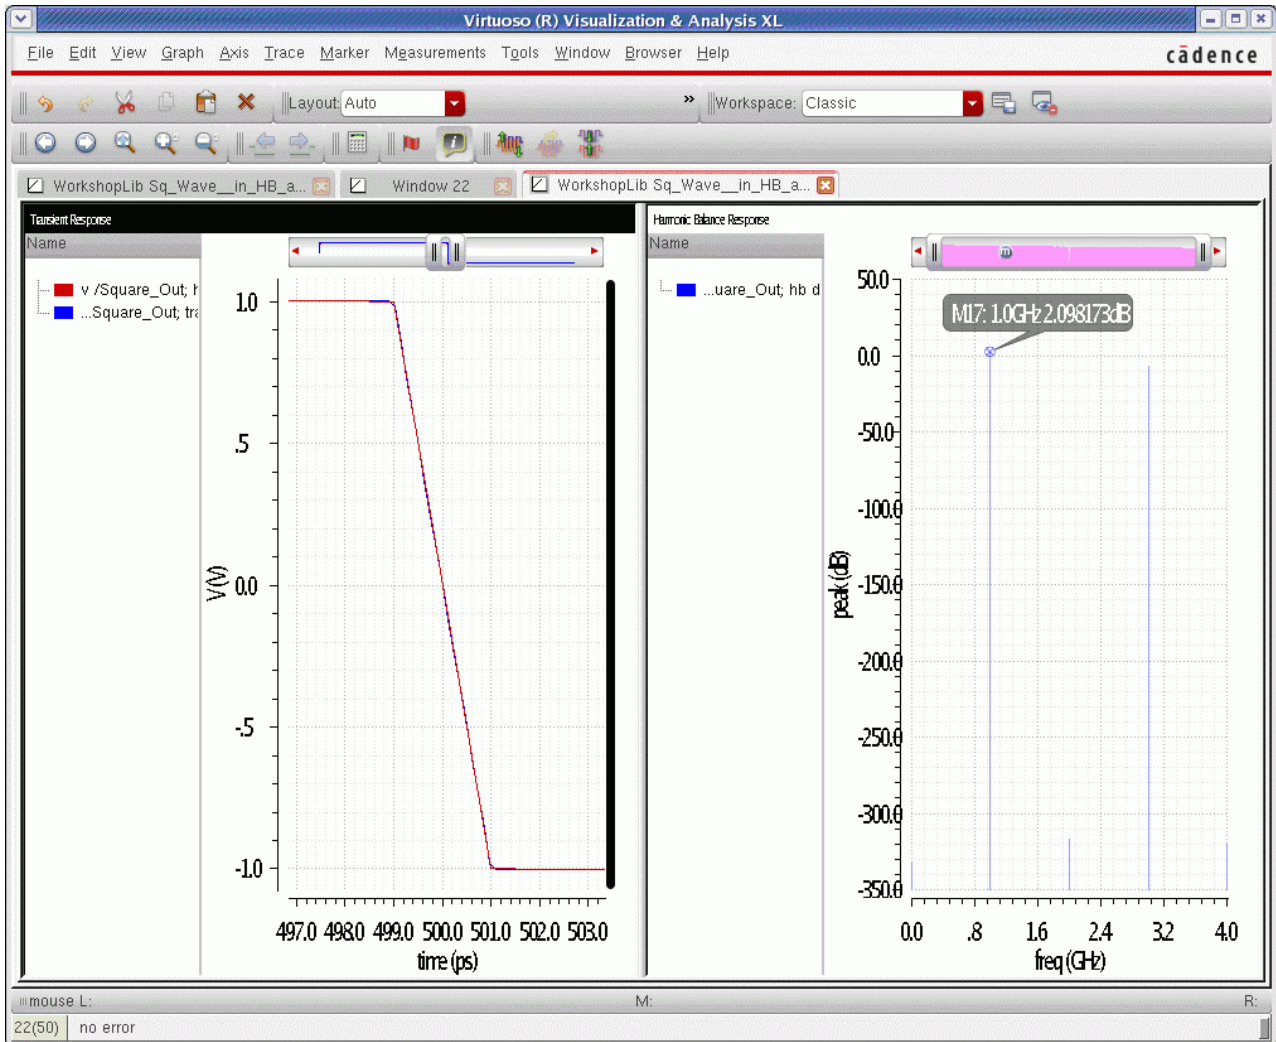 Virtuoso (R) Visualization & Analysis XL
File Edit View Graph Axis Trace Marker Measurements Tools Window Browser Help
cādence
Layout: Auto
» Workspace: Classic
WorkshopLib Sq_Wave__in_HB_a...
Window 22
WorkshopLib Sq_Wave__in_HB_a...
Transient Response
Name
v /Square_Out; h
...Square_Out; tra
1.0
.5
0.0
-.5
-1.0
V (V)
497.0 498.0 499.0 500.0 501.0 502.0 503.0
time (ps)
Harmonic Balance Response
Name
...uare_Out; hb d
m
M17: 1.0GHz 2.098173dB
50.0
0.0
-50.0
-100.0
-150.0
-200.0
-250.0
-300.0
-350.0
peak (dB)
0.0 .8 1.6 2.4 3.2 4.0
freq (GHz)
mouse L: M: R:
22(50) no error